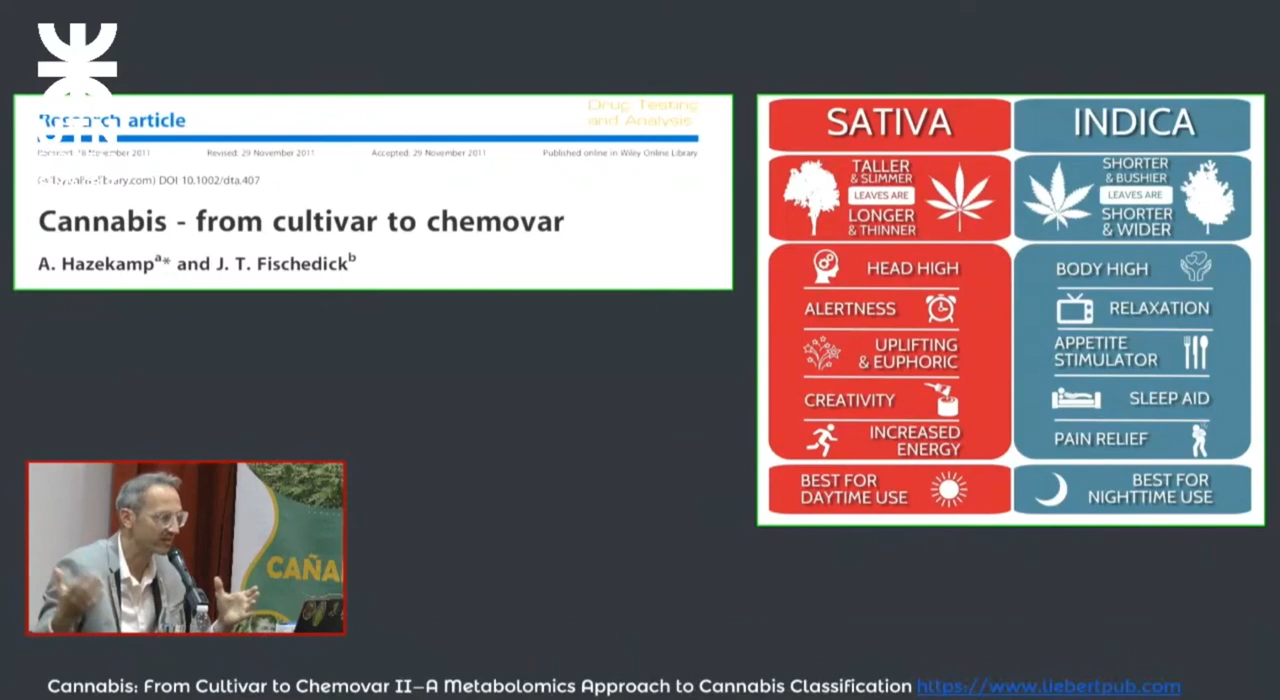 Research article
Drug Testing
and Analysis
Revised: 29 November 2011
Accepted: 29 November 2011
Published online in Wiley Online Library
DOI 10.1002/dta.407
Cannabis - from cultivar to chemovar
A. Hazekampa* and J. T. Fischedickb
SATIVA
TALLER
& SLIMMER
LEAVES ARE
LONGER
& THINNER
HEAD HIGH
ALERTNESS
UPLIFTING
& EUPHORIC
CREATIVITY
INCREASED
ENERGY
BEST FOR
DAYTIME USE
INDICA
SHORTER
& BUSHIER
LEAVES ARE
SHORTER
& WIDER
BODY HIGH
RELAXATION
APPETITE
STIMULATOR
SLEEP AID
PAIN RELIEF
BEST FOR
NIGHTTIME USE
CAÑA
Cannabis: From Cultivar to Chemovar II—A Metabolomics Approach to Cannabis Classification https://www.liebertpub.com